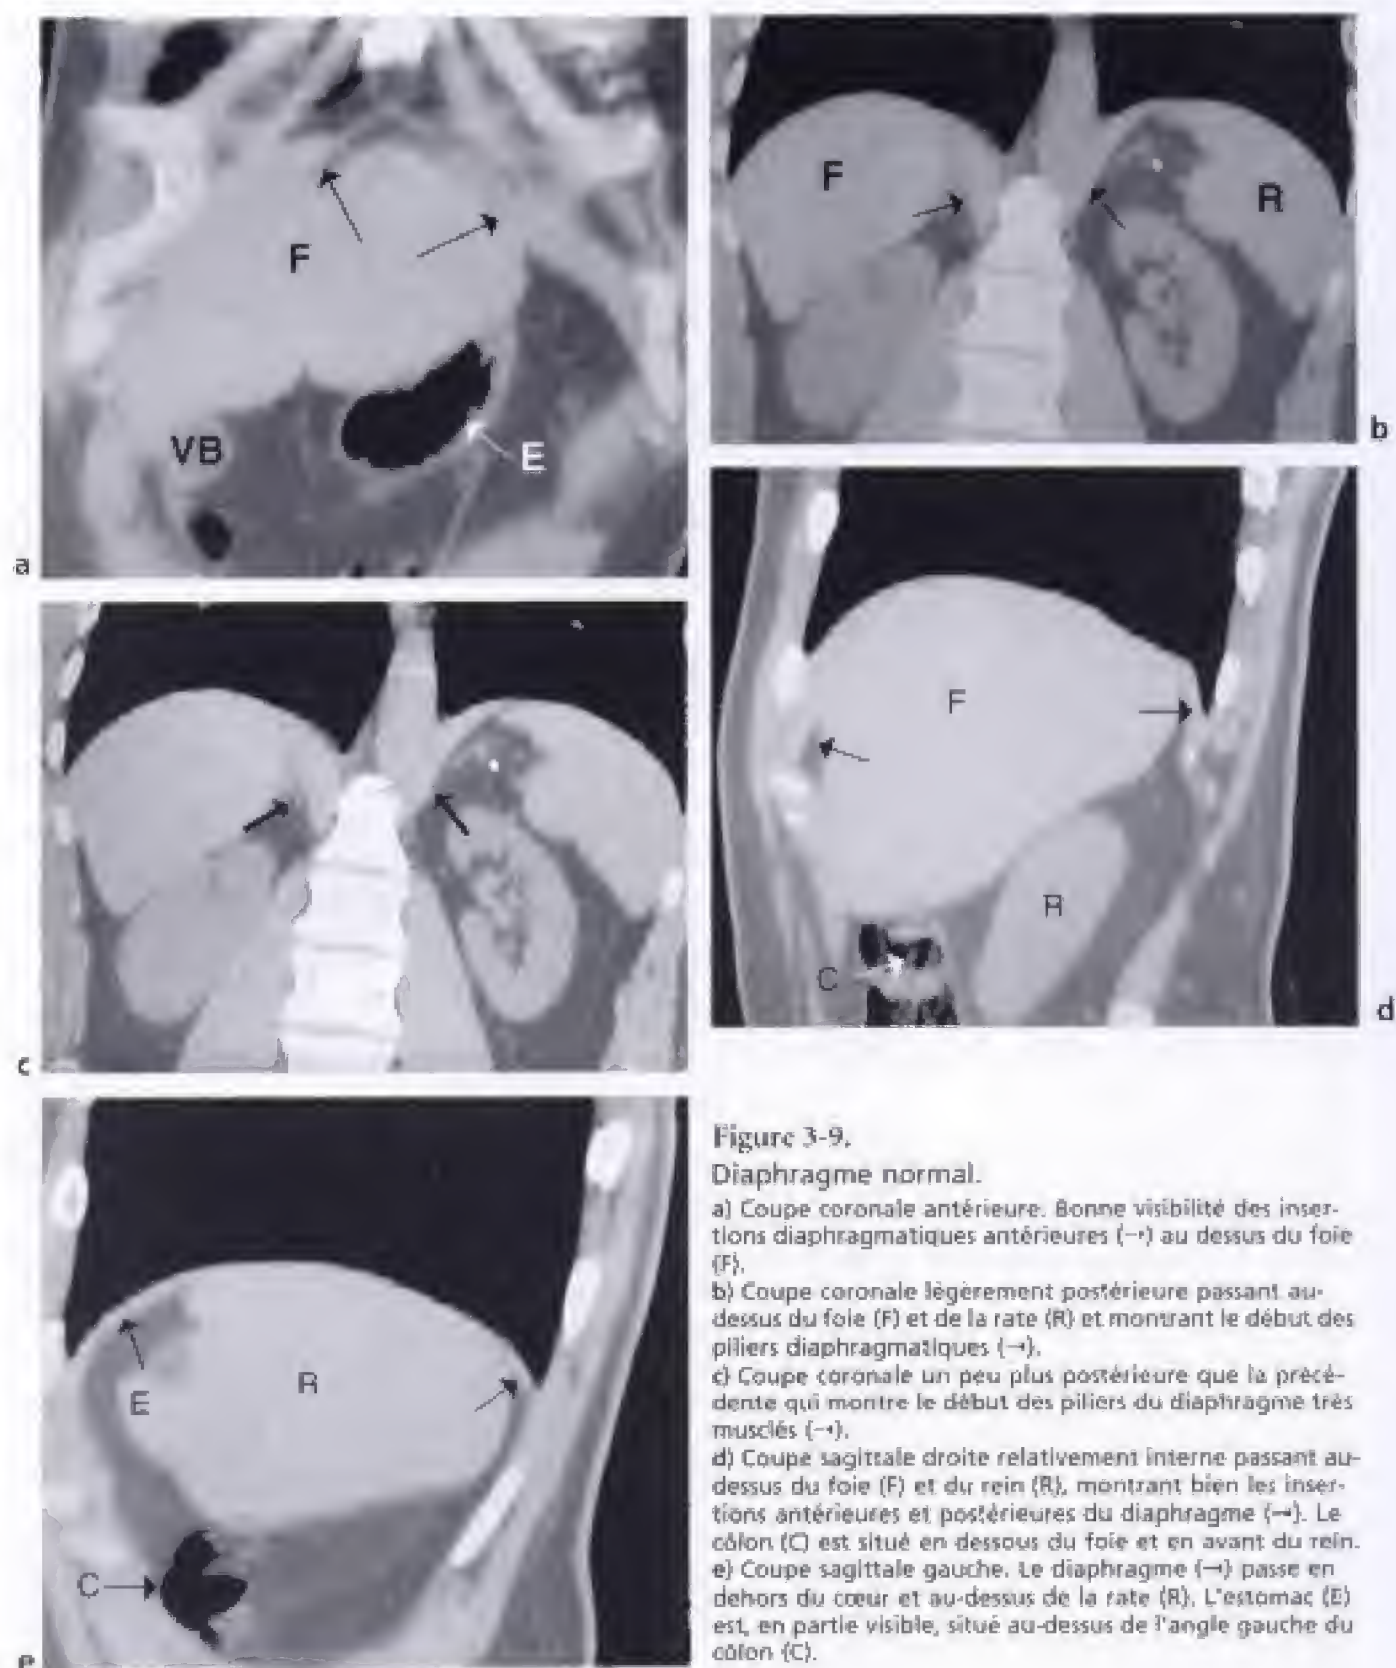 F
VB
E
a
F
R
b
c
F
R
C
d
E
R
C
e
Figure 3-9.
Diaphragme normal.
a) Coupe coronale antérieure. Bonne visibilité des inser-
tions diaphragmatiques antérieures (→) au dessus du foie
(F).
b) Coupe coronale légèrement postérieure passant au-
dessus du foie (F) et de la rate (R) et montrant le début des
piliers diaphragmatiques (→).
c) Coupe coronale un peu plus postérieure que la précé-
dente qui montre le début des piliers du diaphragme très
musclés (→).
d) Coupe sagittale droite relativement interne passant au-
dessus du foie (F) et du rein (R), montrant bien les inser-
tions antérieures et postérieures du diaphragme (→). Le
côlon (C) est situé en dessous du foie et en avant du rein.
e) Coupe sagittale gauche. Le diaphragme (→) passe en
dehors du cœur et au-dessus de la rate (R). L'estomac (E)
est, en partie visible, situé au-dessus de l'angle gauche du
côlon (C).